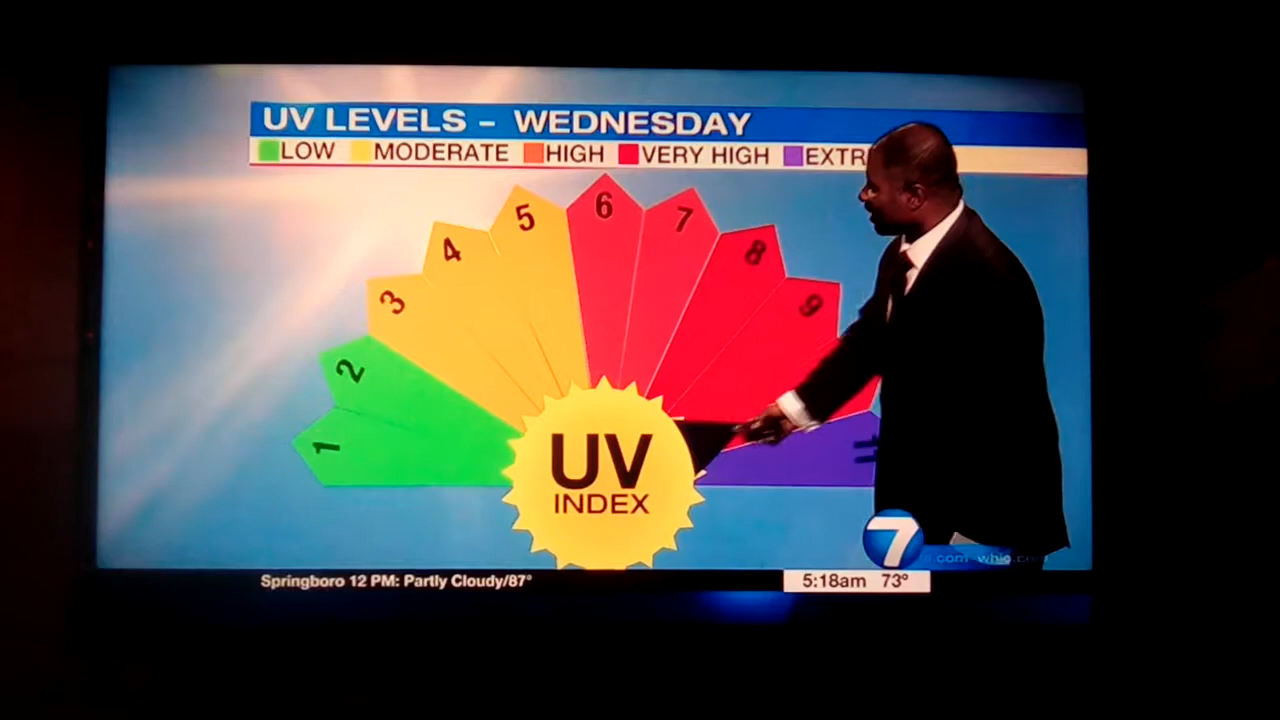 UV LEVELS - WEDNESDAY
LOW MODERATE HIGH VERY HIGH EXTR
1
2
3
4
5
6
7
8
9
UV
INDEX
7
Springboro 12 PM: Partly Cloudy/87°
5:18am 73°